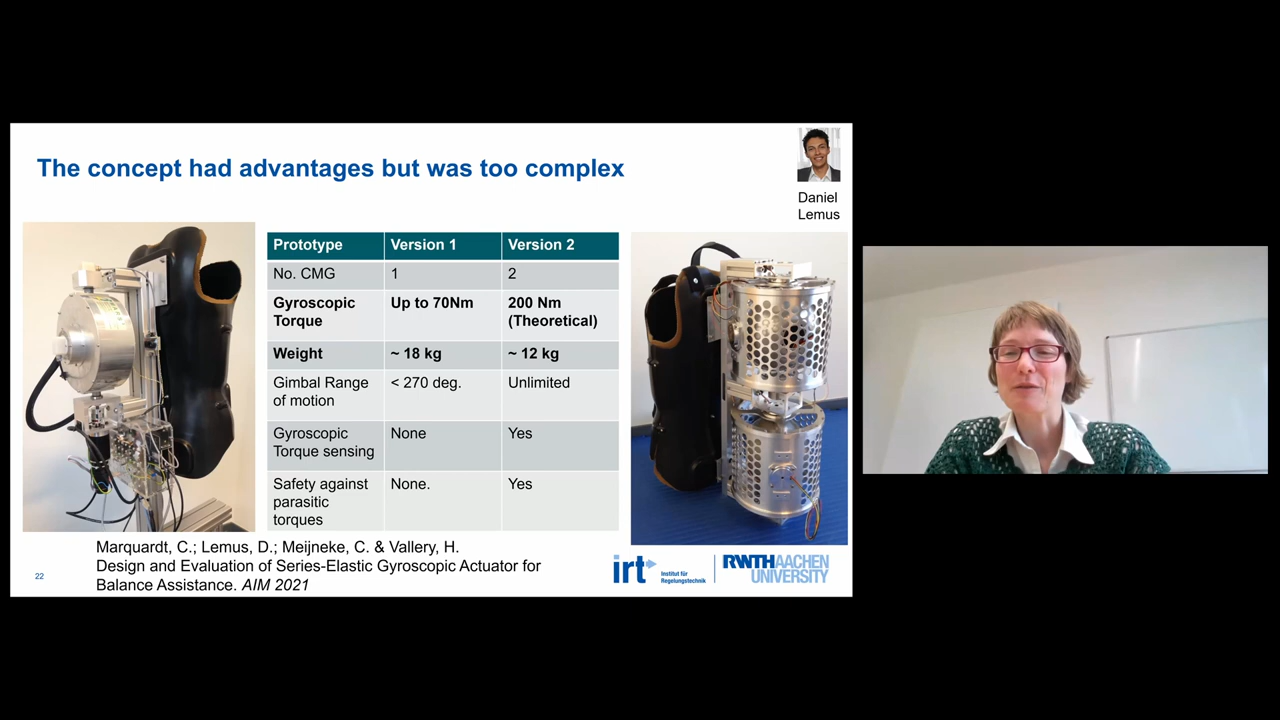 The concept had advantages but was too complex
Daniel
Lemus
Prototype Version 1 Version 2
No. CMG 1 2
Gyroscopic Torque Up to 70Nm 200 Nm (Theoretical)
Weight ~ 18 kg ~ 12 kg
Gimbal Range of motion < 270 deg. Unlimited
Gyroscopic Torque sensing None Yes
Safety against parasitic torques None. Yes
Marquardt, C.; Lemus, D.; Meijneke, C. & Vallery, H.
Design and Evaluation of Series-Elastic Gyroscopic Actuator for
Balance Assistance. AIM 2021
22
irt Institut für
Regelungstechnik
RWTHAACHEN
UNIVERSITY